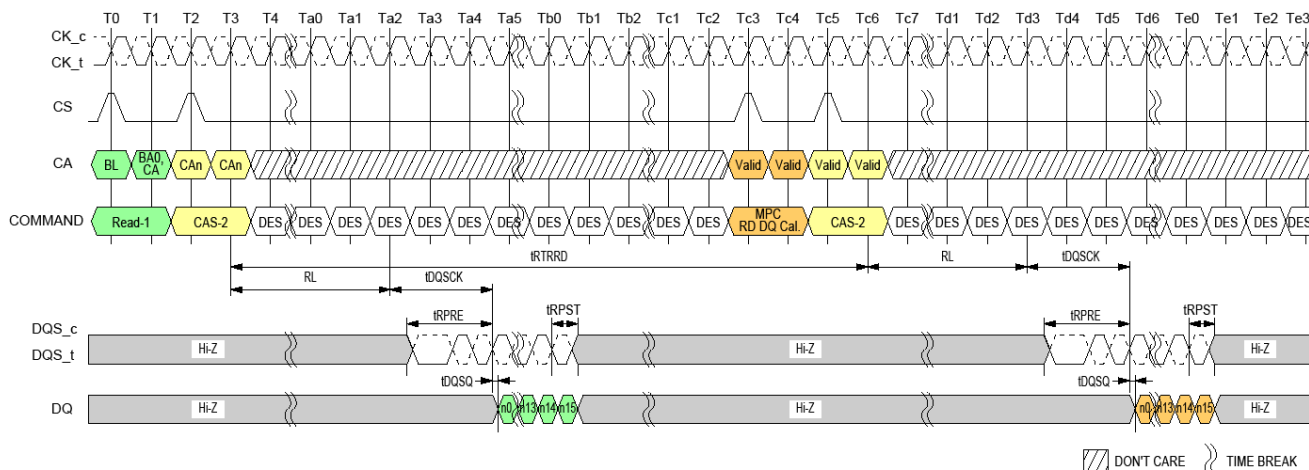 T0 T1 T2 T3 T4 Ta0 Ta1 Ta2 Ta3 Ta4 Ta5 Tb0 Tb1 Tb2 Tc1 Tc2 Tc3 Tc4 Tc5 Tc6 Tc7 Td1 Td2 Td3 Td4 Td5 Td6 Te0 Te1 Te2 Te3
CK_c
CK_t
CS
CA BL BA0, CA CAn CAn Valid Valid Valid Valid
COMMAND Read-1 CAS-2 DES DES DES DES DES DES DES DES DES DES DES DES MPC RD DQ Cal. CAS-2 DES DES DES DES DES DES DES DES DES DES DES
tRTRRD
RL tDQSCK RL tDQSCK
tRPRE tRPST tRPRE tRPST
DQS_c
DQS_t Hi-Z Hi-Z Hi-Z
tDQSQ tDQSQ
DQ Hi-Z n0 n13 n14 n15 Hi-Z n0 n13 n14 n15 Hi-Z
DON'T CARE TIME BREAK